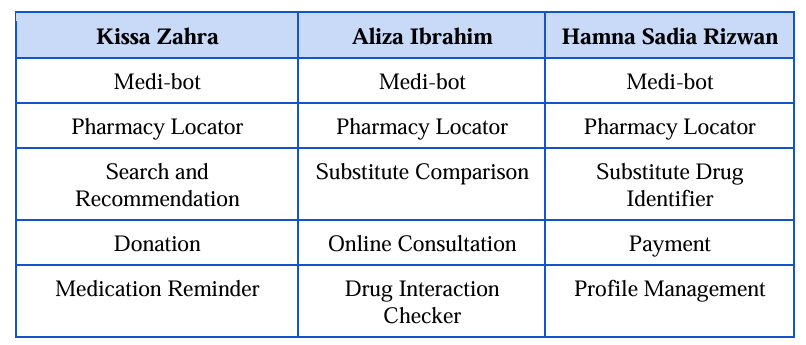 Kissa Zahra Aliza Ibrahim Hamna Sadia Rizwan
Medi-bot Medi-bot Medi-bot
Pharmacy Locator Pharmacy Locator Pharmacy Locator
Search and Substitute Comparison Substitute Drug
Recommendation Identifier
Donation Online Consultation Payment
Medication Reminder Drug Interaction Profile Management
Checker